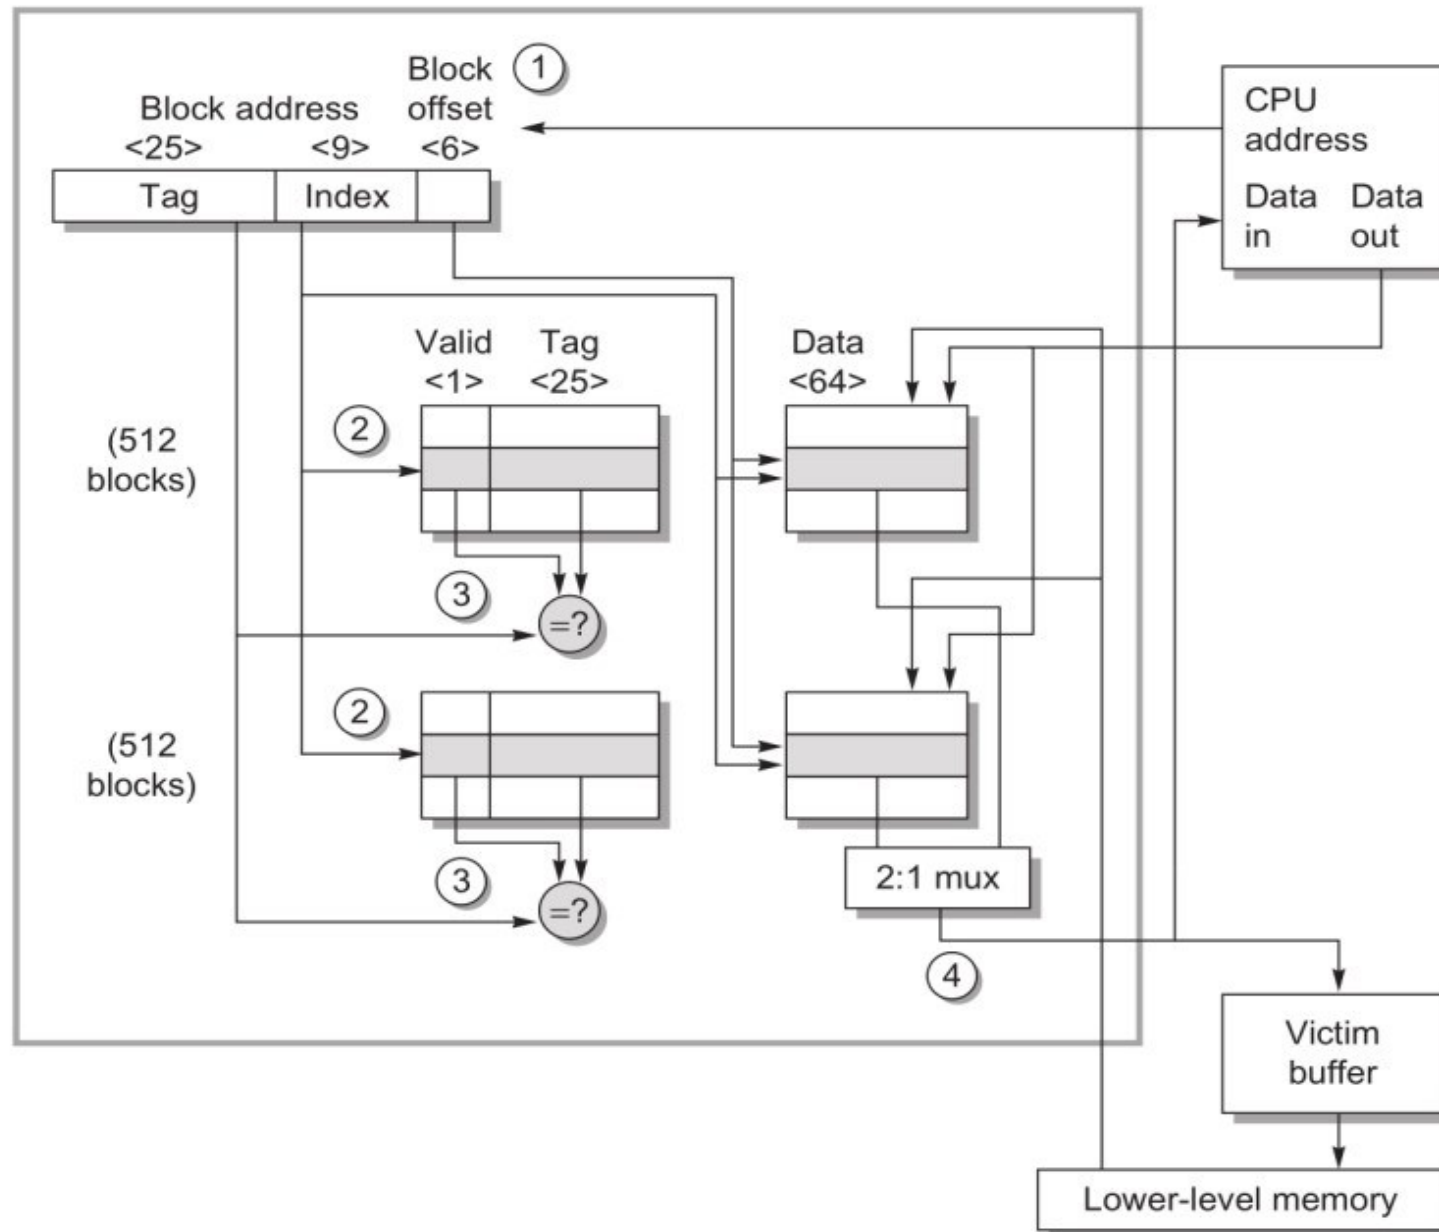 Block
offset
1
Block address
<25>
<9>
<6>
Tag
Index
CPU
address
Data
in
Data
out
Valid
<1>
Tag
<25>
Data
<64>
(512
blocks)
2
3
=?
(512
blocks)
2
3
=?
2:1 mux
4
Victim
buffer
Lower-level memory